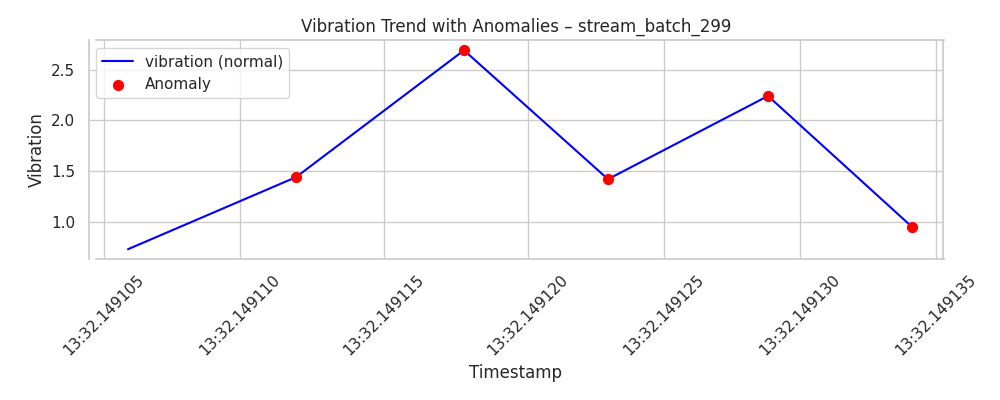 Vibration Trend with Anomalies – stream_batch_299
vibration (normal)
Anomaly
Vibration
2.5
2.0
1.5
1.0
13:32.149105
13:32.149110
13:32.149115
13:32.149120
13:32.149125
13:32.149130
13:32.149135
Timestamp